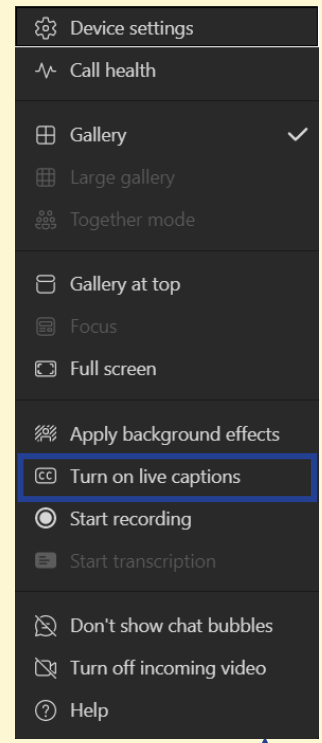 Device settings
Call health
Gallery
Large gallery
Together mode
Gallery at top
Focus
Full screen
Apply background effects
CC Turn on live captions
Start recording
Start transcription
Don't show chat bubbles
Turn off incoming video
? Help